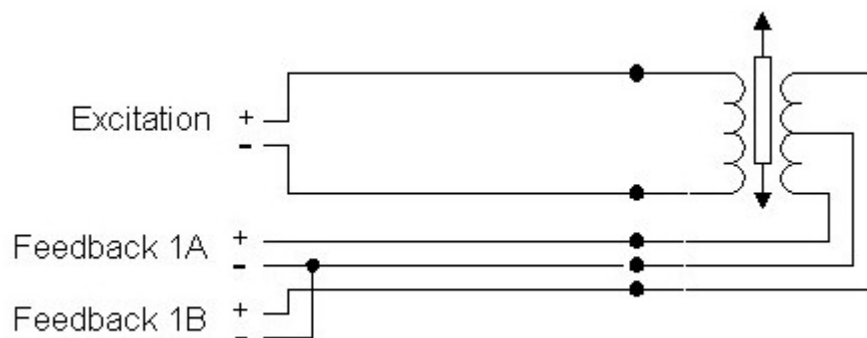 Excitation + -
Feedback 1A + -
Feedback 1B + -